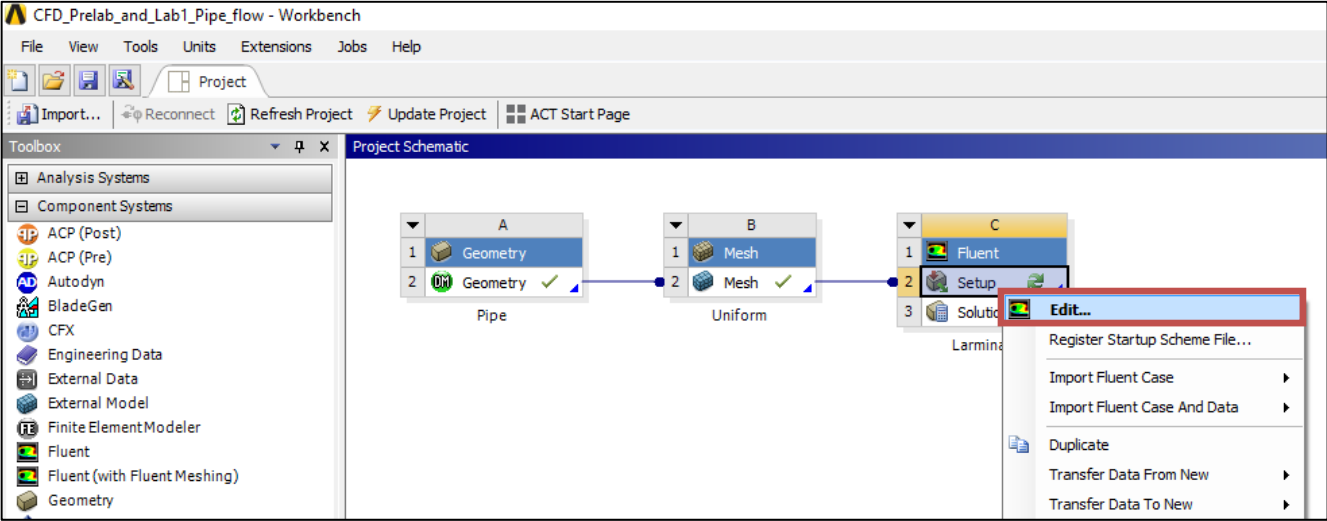 CFD_Prelab_and_Lab1_Pipe_flow - Workbench
File View Tools Units Extensions Jobs Help
Project
Import... Reconnect Refresh Project Update Project ACT Start Page
Toolbox
Project Schematic
Analysis Systems
Component Systems
ACP (Post)
ACP (Pre)
Autodyn
BladeGen
CFX
Engineering Data
External Data
External Model
Finite Element Modeler
Fluent
Fluent (with Fluent Meshing)
Geometry
A
1 Geometry
2 DM Geometry
Pipe
B
1 Mesh
2 Mesh
Uniform
C
1 Fluent
2 Setup
3 Solutio
Larmina
Edit...
Register Startup Scheme File...
Import Fluent Case
Import Fluent Case And Data
Duplicate
Transfer Data From New
Transfer Data To New